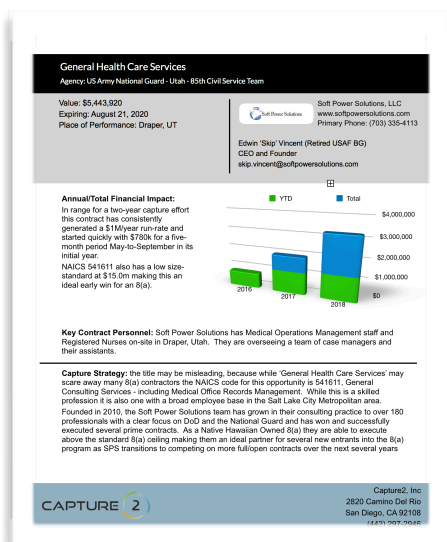 General Health Care Services
Agency: US Army National Guard - Utah - 85th Civil Service Team
Value: $5,443,920
Expiring: August 21, 2020
Place of Performance: Draper, UT
Soft Power Solutions
Soft Power Solutions, LLC
www.softpowersolutions.com
Primary Phone: (703) 335-4113
Edwin 'Skip' Vincent (Retired USAF BG)
CEO and Founder
skip.vincent@softpowersolutions.com
Annual/Total Financial Impact:
In range for a two-year capture effort
this contract has consistently
generated a $1M/year run-rate and
started quickly with $780k for a five-
month period May-to-September in its
initial year.
NAICS 541611 also has a low size-
standard at $15.0m making this an
ideal early win for an 8(a).
YTD
Total
$4,000,000
$3,000,000
$2,000,000
$1,000,000
$0
2016
2017
2018
Key Contract Personnel: Soft Power Solutions has Medical Operations Management staff and
Registered Nurses on-site in Draper, Utah. They are overseeing a team of case managers and
their assistants.
Capture Strategy: the title may be misleading, because while 'General Health Care Services' may
scare away many 8(a) contractors the NAICS code for this opportunity is 541611, General
Consulting Services - including Medical Office Records Management. While this is a skilled
profession it is also one with a broad employee base in the Salt Lake City Metropolitan area.
Founded in 2010, the Soft Power Solutions team has grown in their consulting practice to over 180
professionals with a clear focus on DoD and the National Guard and has won and successfully
executed several prime contracts. As a Native Hawaiian Owned 8(a) they are able to execute
above the standard 8(a) ceiling making them an ideal partner for several new entrants into the 8(a)
program as SPS transitions to competing on more full/open contracts over the next several years
CAPTURE 2
Capture2, Inc
2820 Camino Del Rio
San Diego, CA 92108
(442) 297-2946